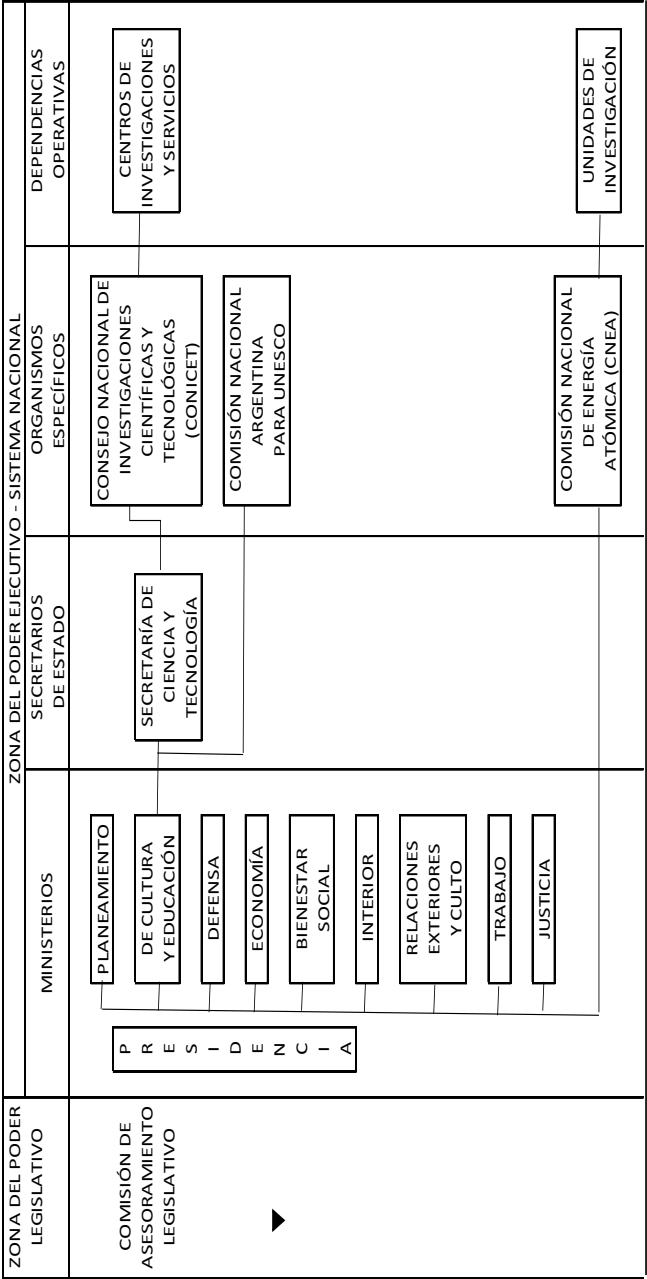 ZONA DEL PODER
LEGISLATIVO
ZONA DEL PODER EJECUTIVO - SISTEMA NACIONAL
MINISTERIOS
SECRETARIOS
DE ESTADO
ORGANISMOS
ESPECÍFICOS
DEPENDENCIAS
OPERATIVAS
COMISIÓN DE
ASESORAMIENTO
LEGISLATIVO
P
R
E
S
I
D
E
N
C
I
A
PLANEAMIENTO
DE CULTURA
Y EDUCACIÓN
DEFENSA
ECONOMÍA
BIENESTAR
SOCIAL
INTERIOR
RELACIONES
EXTERIORES
Y CULTO
TRABAJO
JUSTICIA
SECRETARÍA DE
CIENCIA Y
TECNOLOGÍA
CONSEJO NACIONAL DE
INVESTIGACIONES
CIENTÍFICAS Y
TECNOLÓGICAS
(CONICET)
COMISIÓN NACIONAL
ARGENTINA
PARA UNESCO
COMISIÓN NACIONAL
DE ENERGÍA
ATÓMICA (CNEA)
CENTROS DE
INVESTIGACIONES
Y SERVICIOS
UNIDADES DE
INVESTIGACIÓN